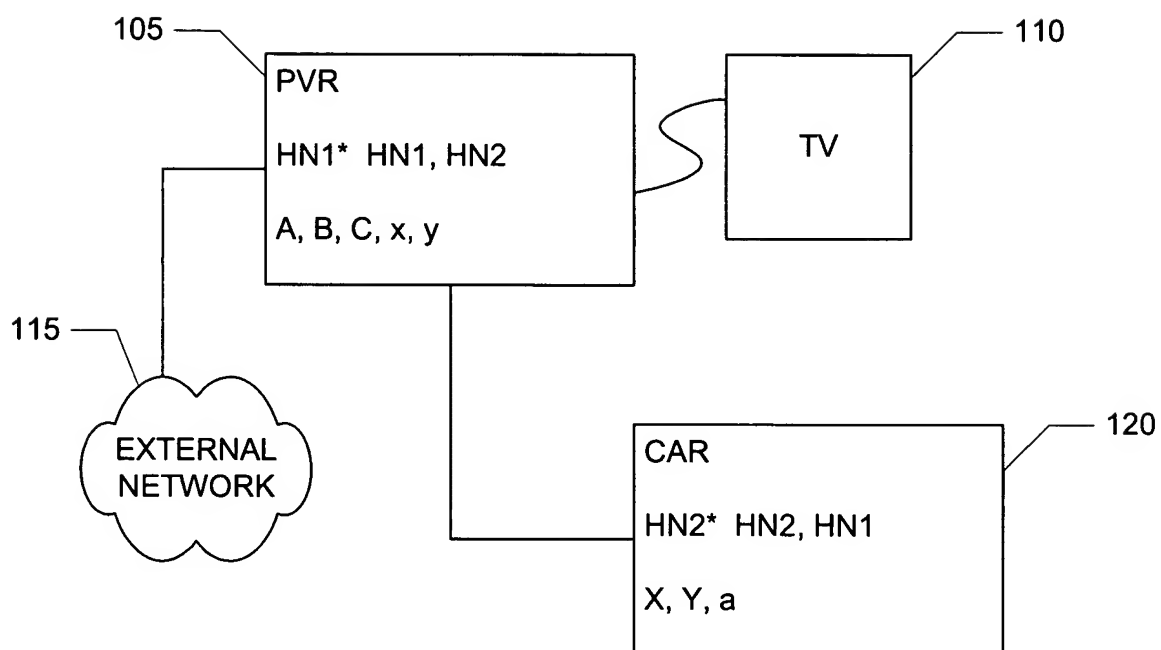 105
PVR
HN1* HN1, HN2
A, B, C, x, y
TV
110
115
EXTERNAL
NETWORK
CAR
HN2* HN2, HN1
X, Y, a
120